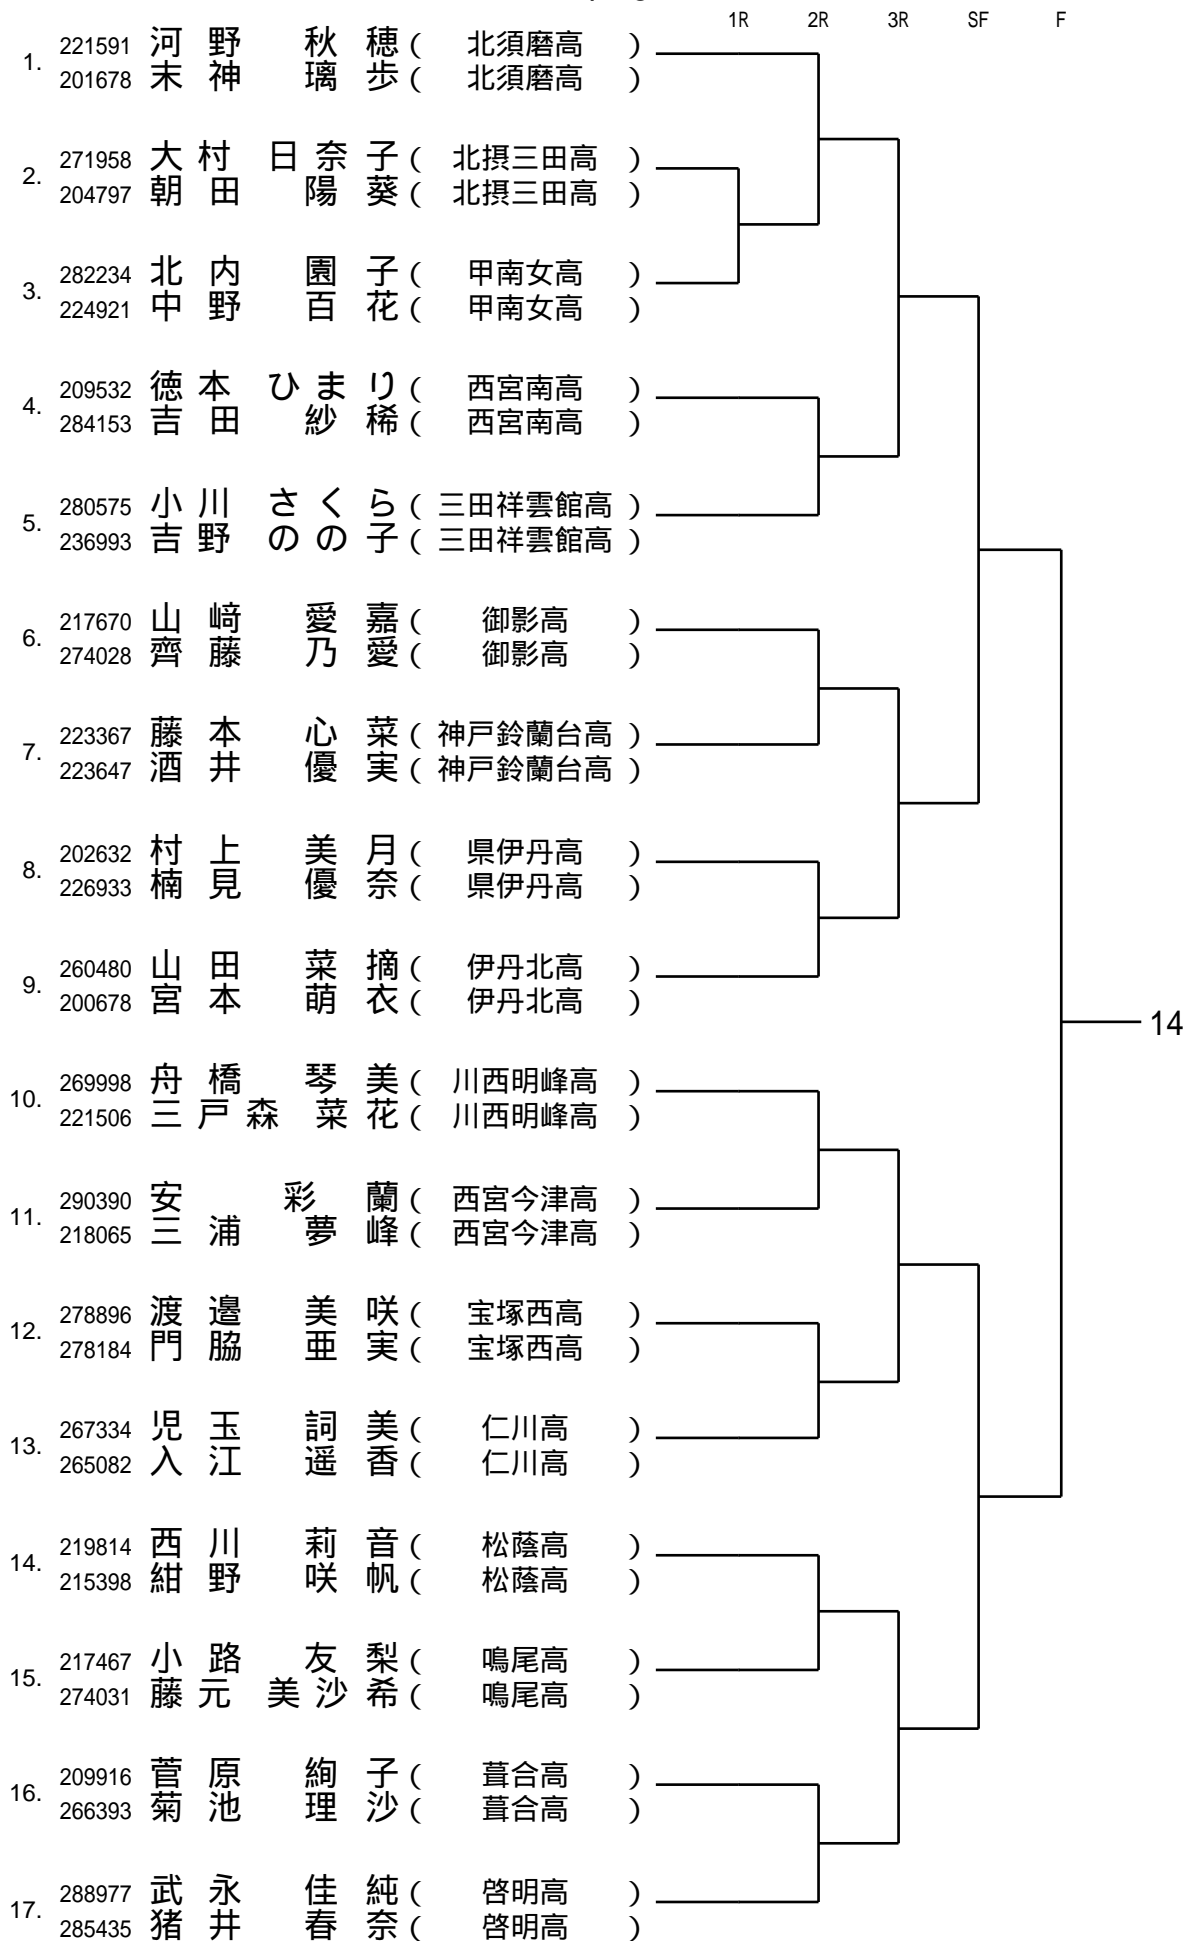 1R 2R 3R SF F
1. 221591 河野 秋穂 ( 北須磨高 )
201678 末神 璃歩 ( 北須磨高 )
2. 271958 大村 日奈子 ( 北摂三田高 )
204797 朝田 陽葵 ( 北摂三田高 )
3. 282234 北内 園子 ( 甲南女高 )
224921 中野 百花 ( 甲南女高 )
4. 209532 徳本 ひまり ( 西宮南高 )
284153 吉田 紗稀 ( 西宮南高 )
5. 280575 小川 さくら ( 三田祥雲館高 )
236993 吉野 のの子 ( 三田祥雲館高 )
6. 217670 山﨑 愛嘉 ( 御影高 )
274028 齊藤 乃愛 ( 御影高 )
7. 223367 藤本 心菜 ( 神戸鈴蘭台高 )
223647 酒井 優実 ( 神戸鈴蘭台高 )
8. 202632 村上 美月 ( 県伊丹高 )
226933 楠見 優奈 ( 県伊丹高 )
9. 260480 山田 菜摘 ( 伊丹北高 )
200678 宮本 萌衣 ( 伊丹北高 )
10. 269998 舟橋 琴美 ( 川西明峰高 )
221506 三戸森 菜花 ( 川西明峰高 )
11. 290390 安 彩蘭 ( 西宮今津高 )
218065 三浦 夢峰 ( 西宮今津高 )
12. 278896 渡邉 美咲 ( 宝塚西高 )
278184 門脇 亜実 ( 宝塚西高 )
13. 267334 児玉 詞美 ( 仁川高 )
265082 入江 遥香 ( 仁川高 )
14. 219814 西川 莉音 ( 松蔭高 )
215398 紺野 咲帆 ( 松蔭高 )
15. 217467 小路 友梨 ( 鳴尾高 )
274031 藤元 美沙希 ( 鳴尾高 )
16. 209916 菅原 絢子 ( 葺合高 )
266393 菊池 理沙 ( 葺合高 )
17. 288977 武永 佳純 ( 啓明高 )
285435 猪井 春奈 ( 啓明高 )
14